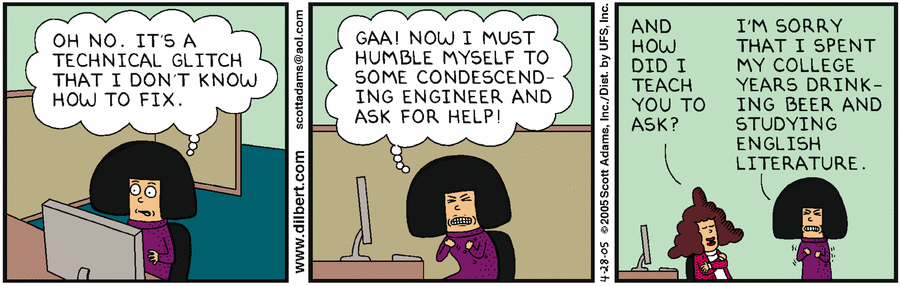 OH NO. IT'S A
TECHNICAL GLITCH
THAT I DON'T KNOW
HOW TO FIX.
www.dilbert.com
scottadams@aol.com
GAA! NOW I MUST
HUMBLE MYSELF TO
SOME CONDESCEND-
ING ENGINEER AND
ASK FOR HELP!
4-28-05 © 2005 Scott Adams, Inc./Dist. by UFS, Inc.
AND
HOW
DID I
TEACH
YOU TO
ASK?
I'M SORRY
THAT I SPENT
MY COLLEGE
YEARS DRINK-
ING BEER AND
STUDYING
ENGLISH
LITERATURE.